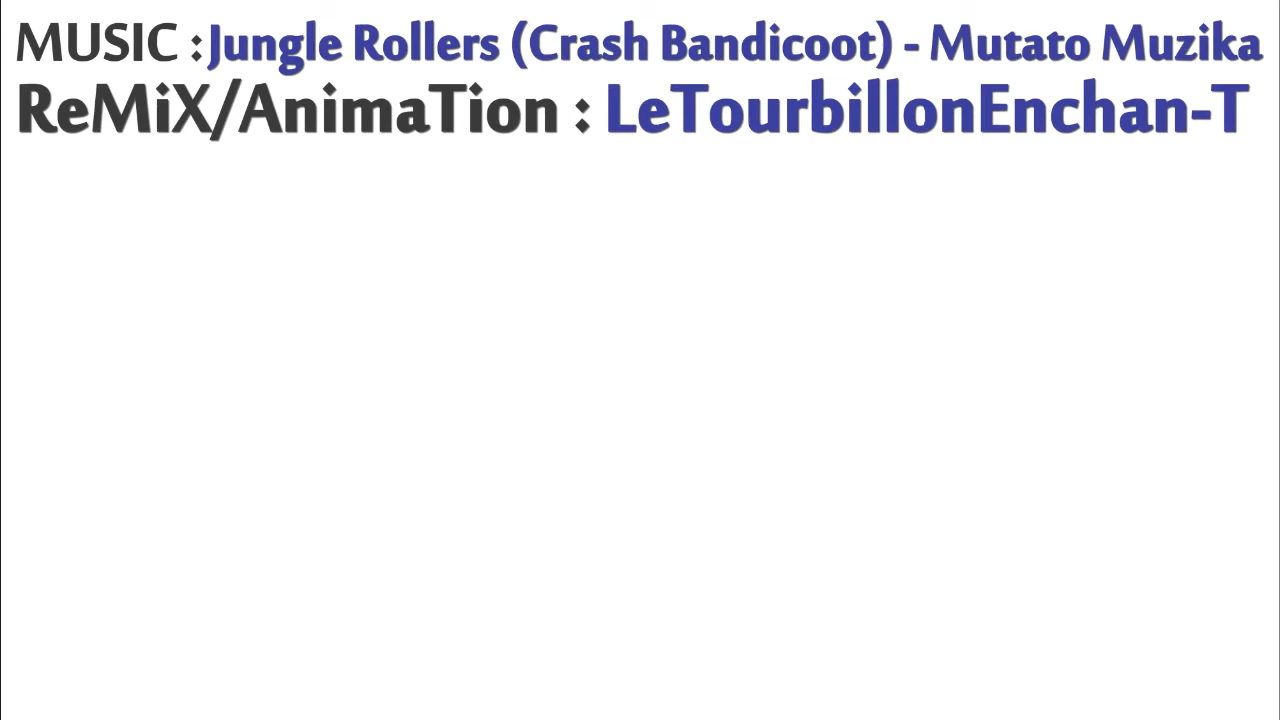 MUSIC : Jungle Rollers (Crash Bandicoot) - Mutato Muzika
ReMiX/AnimaTion : LeTourbillonEnchan-T